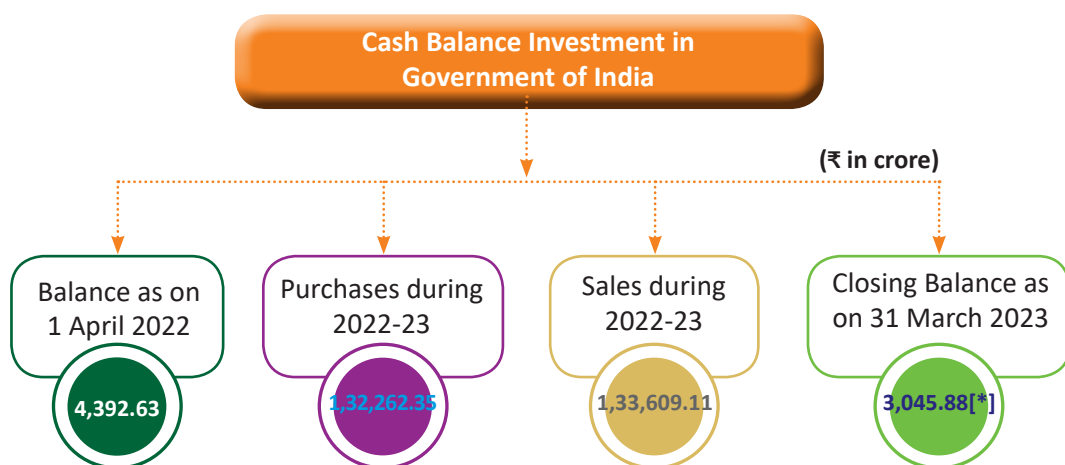 Cash Balance Investment in
Government of India
(₹ in crore)
Balance as on
1 April 2022
4,392.63
Purchases during
2022-23
1,32,262.35
Sales during
2022-23
1,33,609.11
Closing Balance as
on 31 March 2023
3,045.88[*]